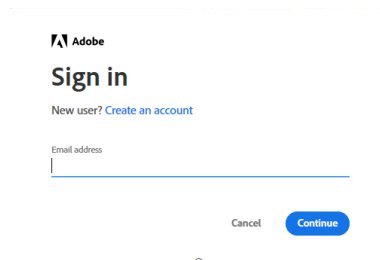 Adobe
Sign in
New user? Create an account
Email address
Cancel Continue